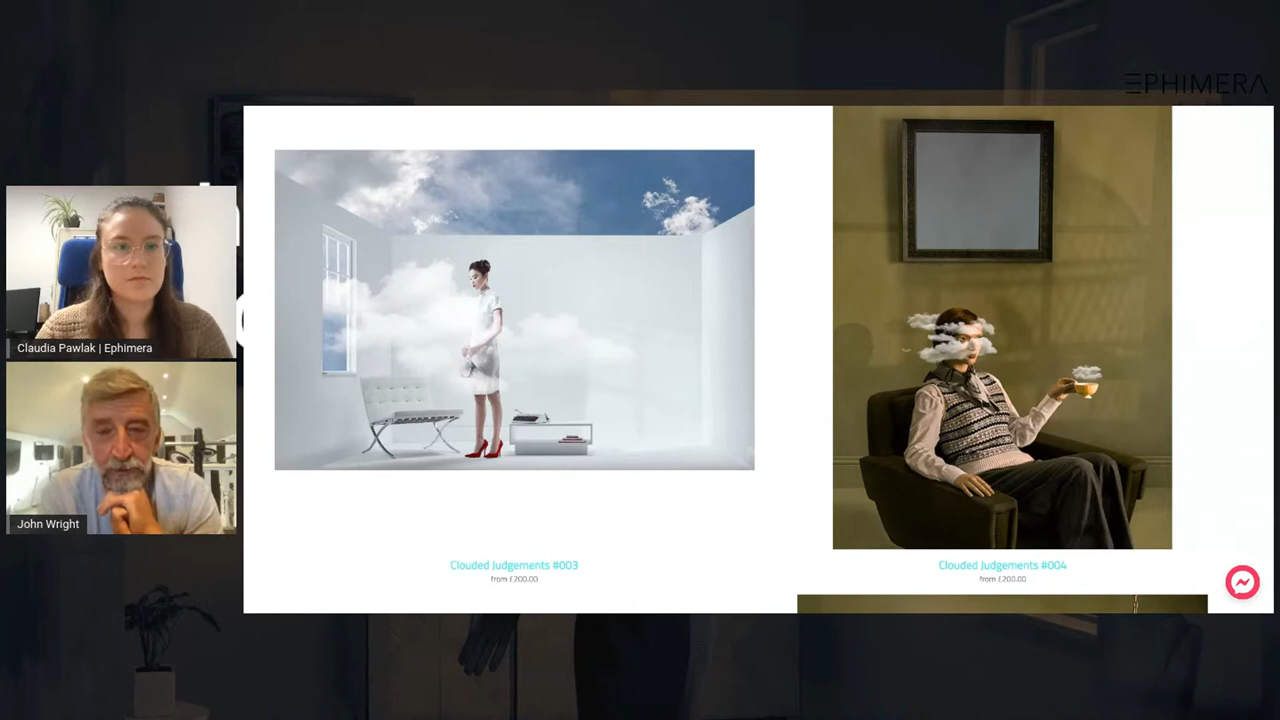 EPHIMERA
Claudia Pawlak | Ephimera
John Wright
Clouded Judgements #003
from £200.00
Clouded Judgements #004
from £200.00